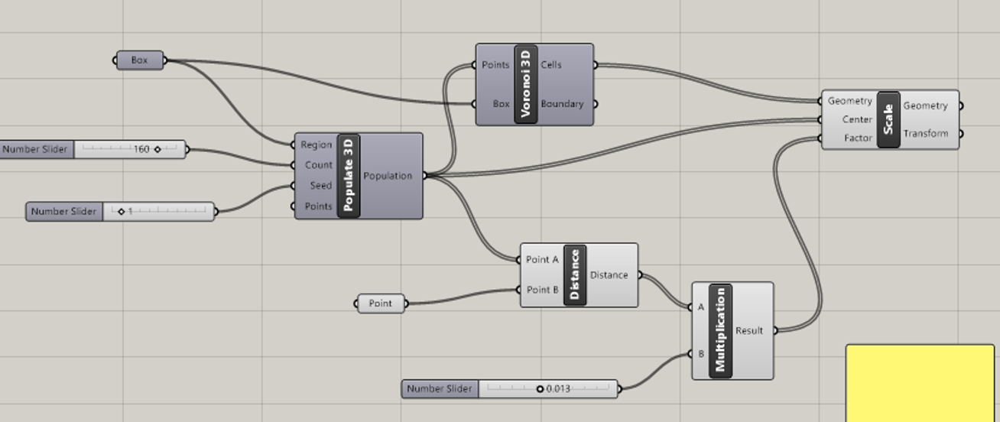 Box
Points
Cells
Voronoi 3D
Box
Boundary
Geometry
Geometry
Center
Scale
Factor
Transform
Number Slider
160
Region
Count
Populate 3D
Population
Seed
Points
Number Slider
1
Point A
Distance
Distance
Point B
Point
A
Multiplication
Result
B
Number Slider
0.013